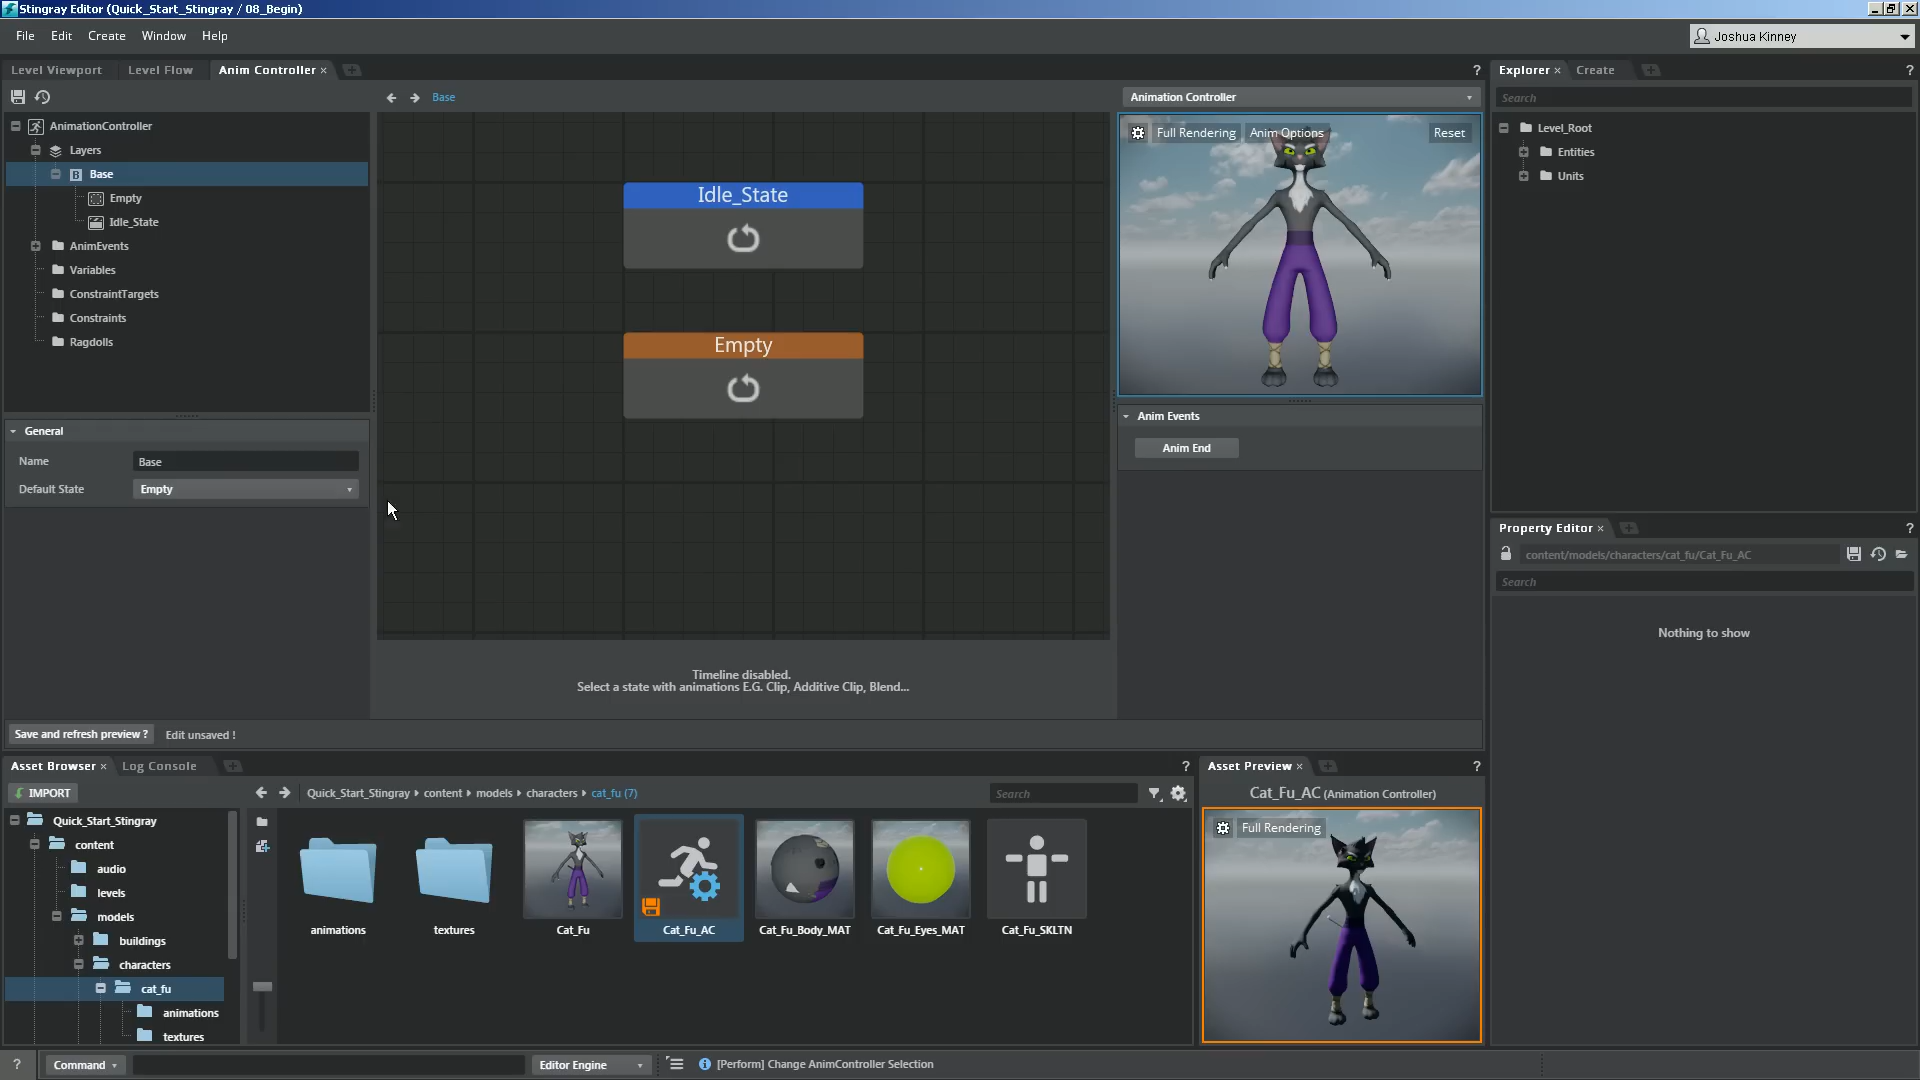 Stingray Editor (Quick_Start_Stingray / 08_Begin)
File Edit Create Window Help
Joshua Kinney
Level Viewport Level Flow Anim Controller × ?
Base
Animation Controller
AnimationController
Layers
Base
Empty
Idle_State
AnimEvents
Variables
ConstraintTargets
Constraints
Ragdolls
General
Name Base
Default State Empty
Idle_State
Empty
Timeline disabled.
Select a state with animations E.G. Clip, Additive Clip, Blend...
Full Rendering Anim Options Reset
Anim Events
Anim End
Save and refresh preview ? Edit unsaved !
Explorer × Create ?
Search
Level_Root
Entities
Units
Property Editor × ?
content/models/characters/cat_fu/Cat_Fu_AC
Search
Nothing to show
Asset Browser × Log Console ?
IMPORT
Quick_Start_Stingray content models characters cat_fu (7)
Search
Quick_Start_Stingray
content
audio
levels
models
buildings
characters
cat_fu
animations
textures
animations
textures
Cat_Fu
Cat_Fu_AC
Cat_Fu_Body_MAT
Cat_Fu_Eyes_MAT
Cat_Fu_SKLTN
Asset Preview × ?
Cat_Fu_AC (Animation Controller)
Full Rendering
? Command Editor Engine [Perform] Change AnimController Selection